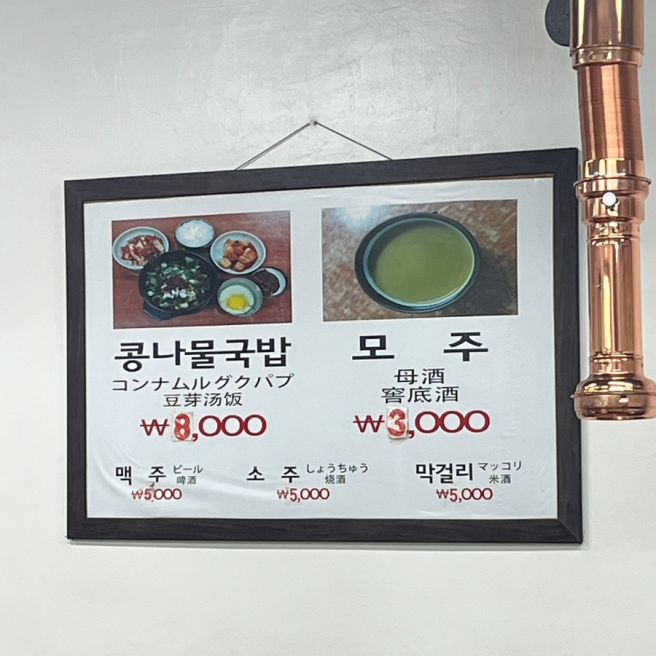 콩나물국밥
コンナムルグクパプ
豆芽汤饭
₩8,000
모 주
母酒
窖底酒
₩3,000
맥 주 ビール
啤酒
₩5,000
소 주 しょうちゅう
烧酒
₩5,000
막걸리 マッコリ
米酒
₩5,000